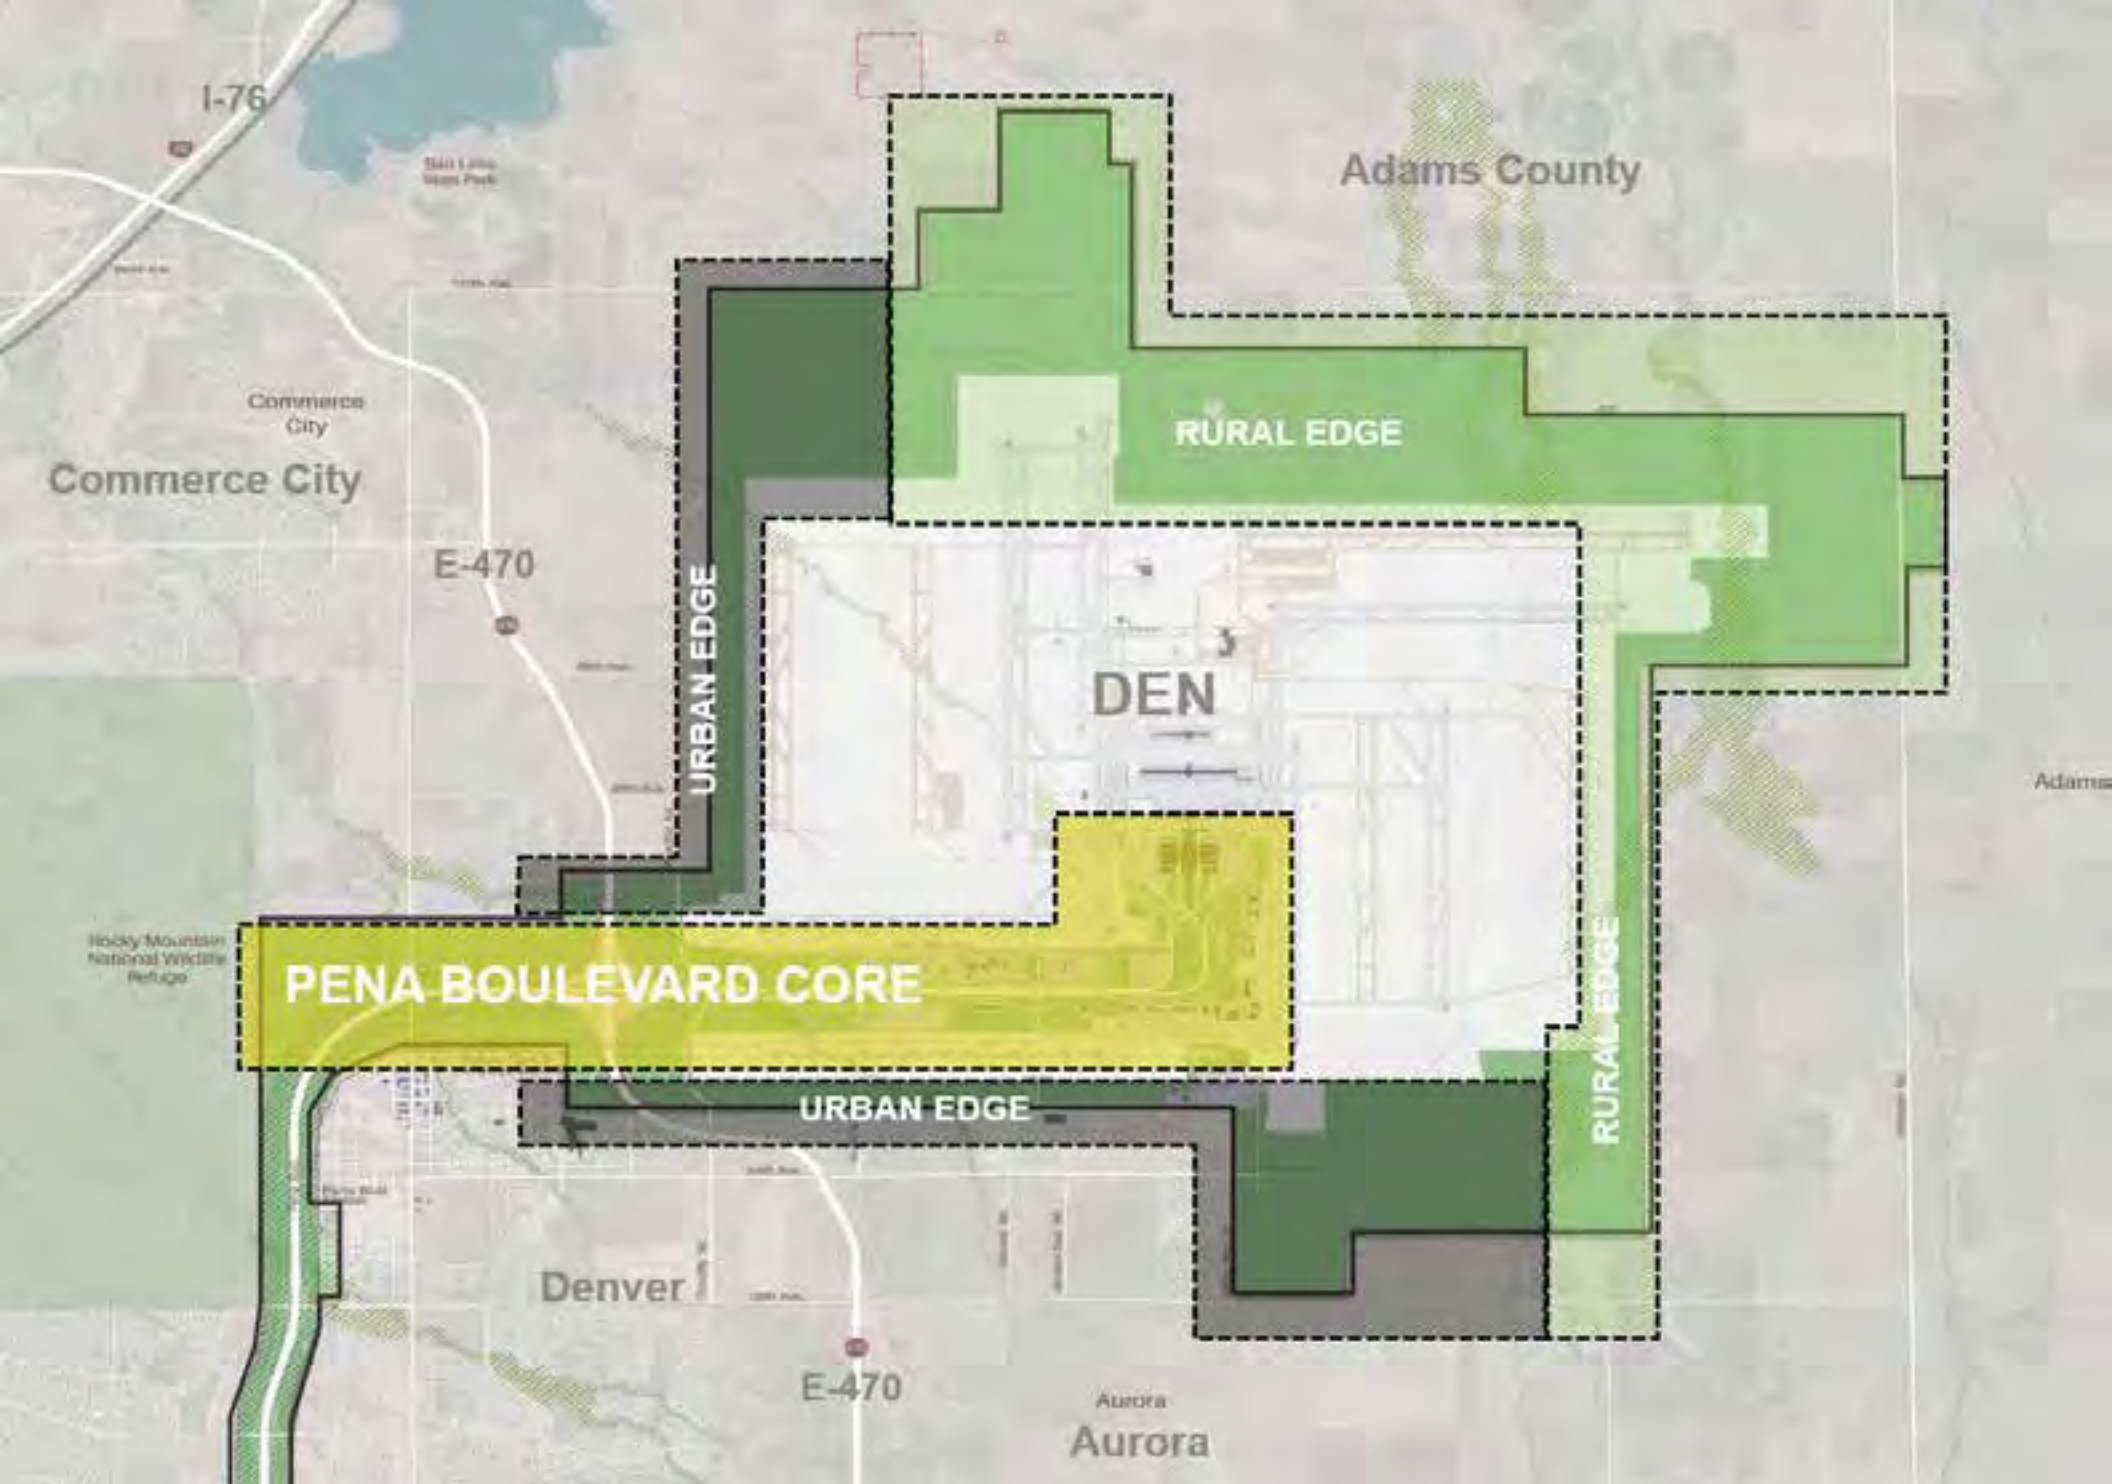 I-76
Adams County
Commerce
City
Commerce City
RURAL EDGE
E-470
URBAN EDGE
DEN
Adams
Rocky Mountain
National Wildlife
Refuge
PENA BOULEVARD CORE
RURAL EDGE
URBAN EDGE
Denver
E-470
Aurora
Aurora